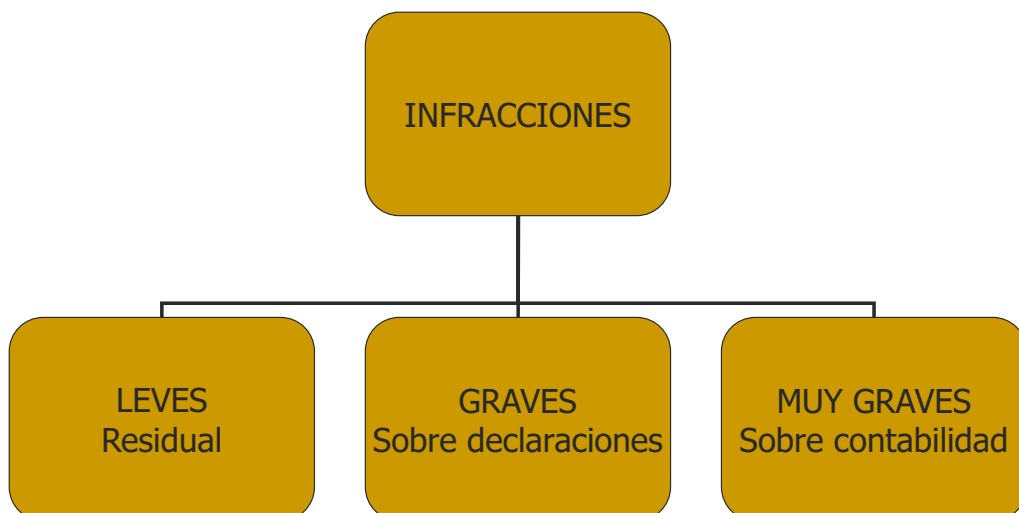 INFRACCIONES
LEVES
Residual
GRAVES
Sobre declaraciones
MUY GRAVES
Sobre contabilidad